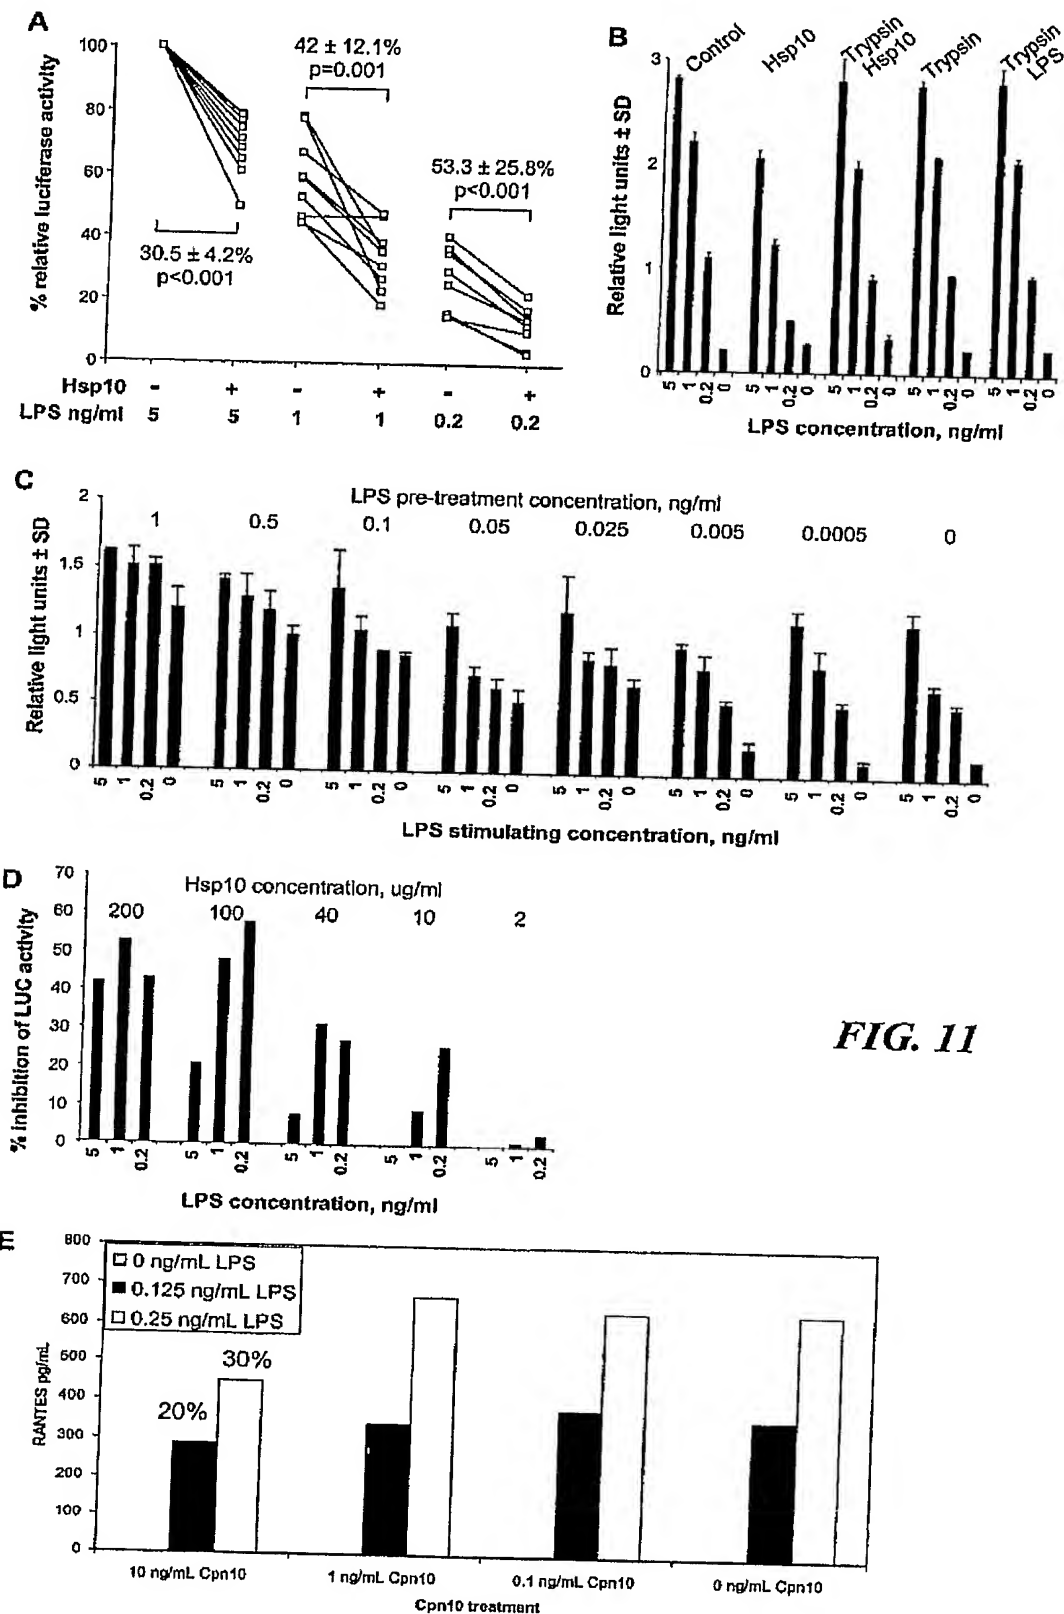 A
% relative luciferase activity
100
80
60
40
20
0
42 ± 12.1%
p=0.001
53.3 ± 25.8%
p<0.001
30.5 ± 4.2%
p<0.001
Hsp10 - + - + - +
LPS ng/ml 5 5 1 1 0.2 0.2
B
Relative light units ± SD
3
2
1
0
Control
Hsp10
Trypsin
Hsp10
Trypsin
Trypsin
LPS
5 1 0.2 0 5 1 0.2 0 5 1 0.2 0 5 1 0.2 0 5 1 0.2 0
LPS concentration, ng/ml
C
Relative light units ± SD
2
1.5
1
0.5
0
LPS pre-treatment concentration, ng/ml
1 0.5 0.1 0.05 0.025 0.005 0.0005 0
5 1 0.2 0 5 1 0.2 0 5 1 0.2 0 5 1 0.2 0 5 1 0.2 0 5 1 0.2 0 5 1 0.2 0 5 1 0.2 0
LPS stimulating concentration, ng/ml
D
% inhibition of LUC activity
70
60
50
40
30
20
10
0
Hsp10 concentration, ug/ml
200 100 40 10 2
5 1 0.2 5 1 0.2 5 1 0.2 5 1 0.2 5 1 0.2
LPS concentration, ng/ml
FIG. 11
E
RANTES pg/mL
800
700
600
500
400
300
200
100
0
0 ng/mL LPS
0.125 ng/mL LPS
0.25 ng/mL LPS
20%
30%
10 ng/mL Cpn10 1 ng/mL Cpn10 0.1 ng/mL Cpn10 0 ng/mL Cpn10
Cpn10 treatment